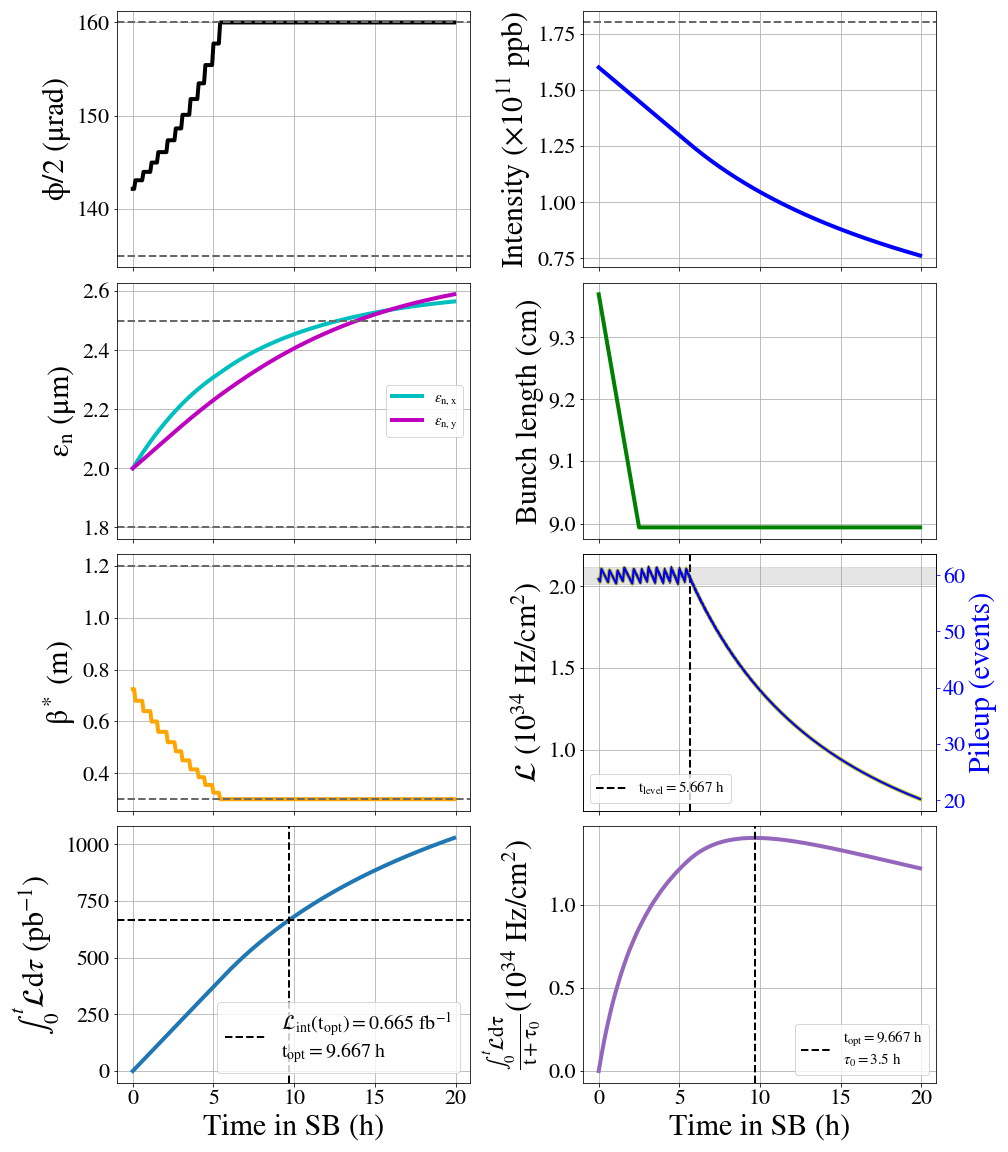 160
150
140
ϕ/2 (μrad)
1.75
1.50
1.25
1.00
0.75
Intensity (×10¹¹ ppb)
2.6
2.4
2.2
2.0
1.8
εₙ (μm)
εn, x
εn, y
9.3
9.2
9.1
9.0
Bunch length (cm)
1.2
1.0
0.8
0.6
0.4
β* (m)
2.0
1.5
1.0
ℒ (10³⁴ Hz/cm²)
t_level = 5.667 h
60
50
40
30
20
Pileup (events)
1000
750
500
250
0
∫₀ᵗ ℒdτ (pb⁻¹)
ℒ_int(t_opt) = 0.665 fb⁻¹
t_opt = 9.667 h
0 5 10 15 20
Time in SB (h)
1.0
0.5
0.0
∫₀ᵗ ℒdτ / t+τ₀ (10³⁴ Hz/cm²)
t_opt = 9.667 h
τ₀ = 3.5 h
0 5 10 15 20
Time in SB (h)